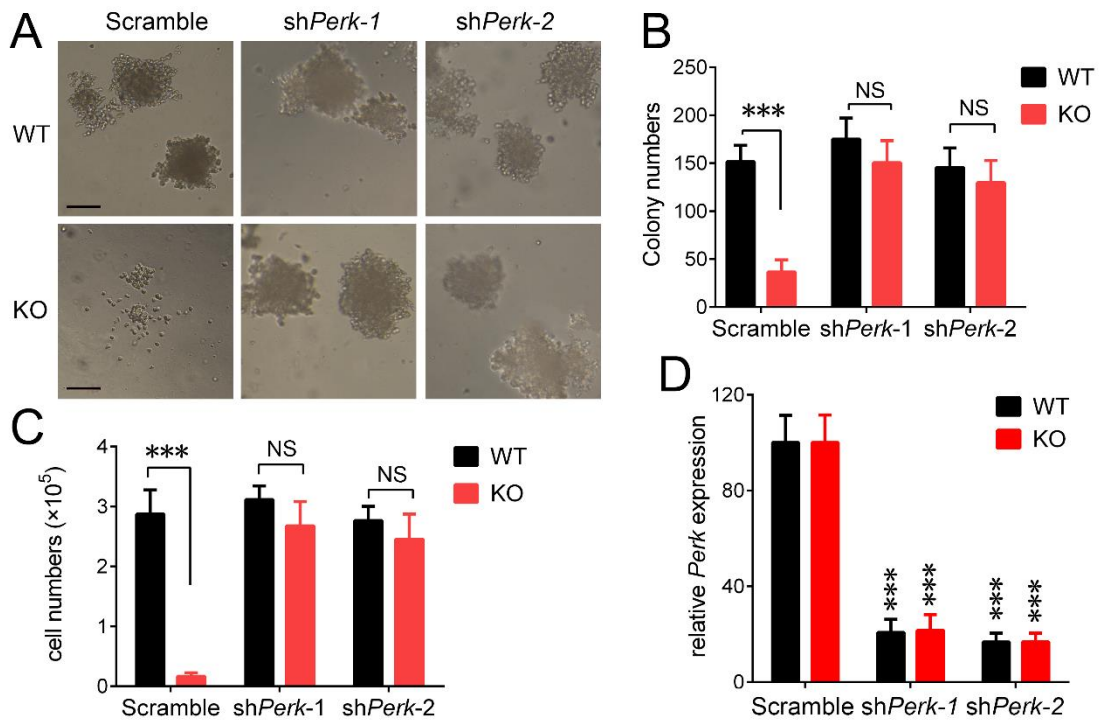 A
Scramble
shPerk-1
shPerk-2
WT
KO
B
Colony numbers
250
200
150
100
50
0
***
NS
NS
WT
KO
Scramble
shPerk-1
shPerk-2
C
cell numbers (×10⁵)
4
3
2
1
0
***
NS
NS
WT
KO
Scramble
shPerk-1
shPerk-2
D
relative Perk expression
120
80
40
0
***
***
***
***
WT
KO
Scramble
shPerk-1
shPerk-2